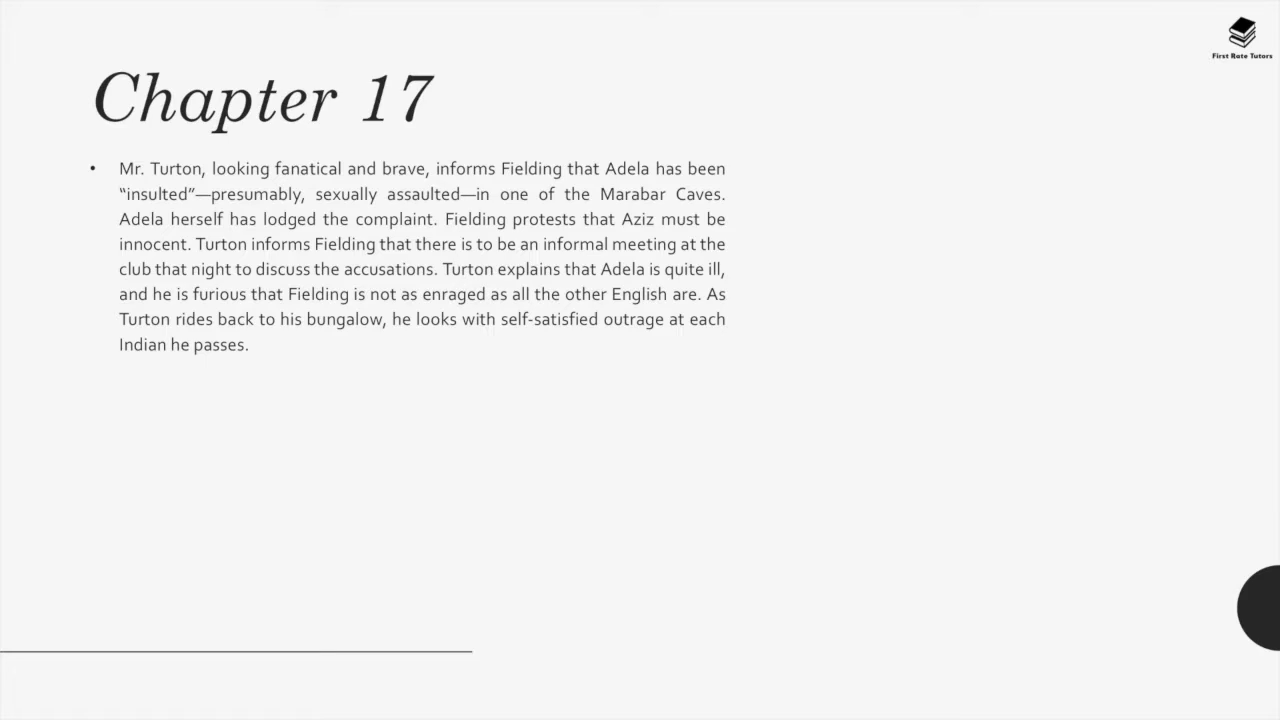 First Rate Tutors
Chapter 17
• Mr. Turton, looking fanatical and brave, informs Fielding that Adela has been
“insulted”—presumably, sexually assaulted—in one of the Marabar Caves.
Adela herself has lodged the complaint. Fielding protests that Aziz must be
innocent. Turton informs Fielding that there is to be an informal meeting at the
club that night to discuss the accusations. Turton explains that Adela is quite ill,
and he is furious that Fielding is not as enraged as all the other English are. As
Turton rides back to his bungalow, he looks with self-satisfied outrage at each
Indian he passes.